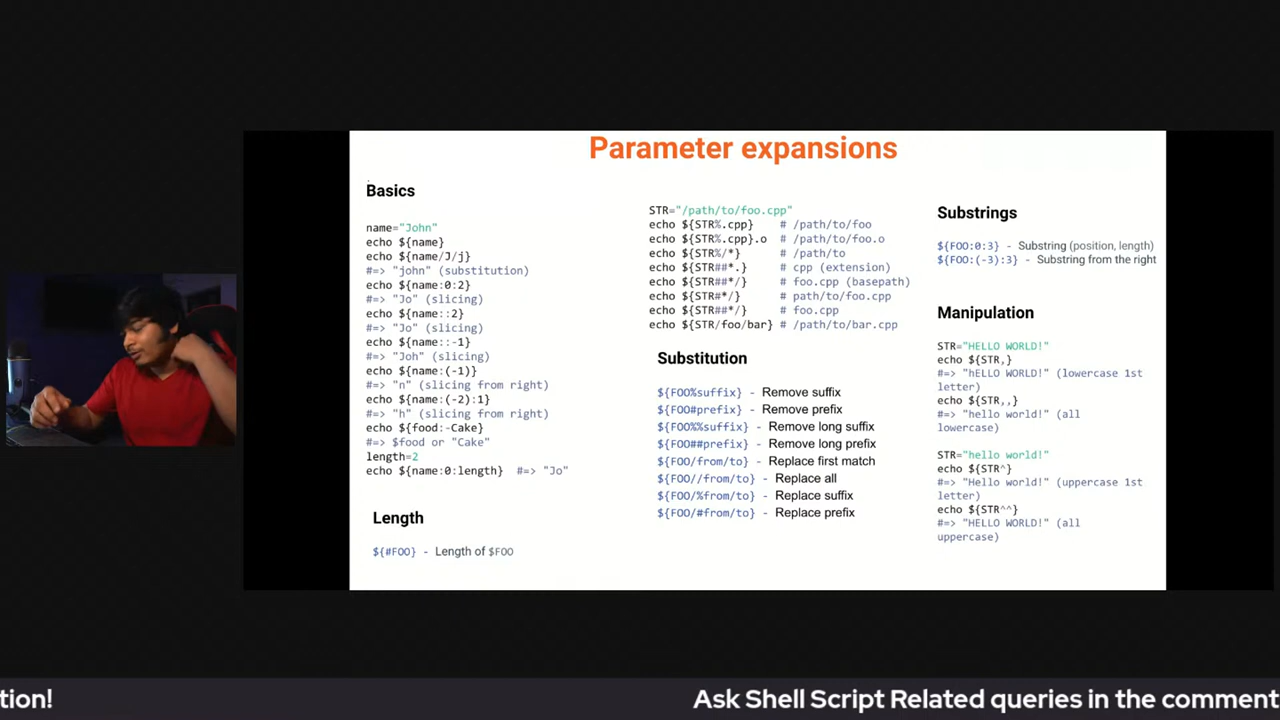 Parameter expansions
Basics
name="John"
echo ${name}
echo ${name/J/j}
#=> "john" (substitution)
echo ${name:0:2}
#=> "Jo" (slicing)
echo ${name::2}
#=> "Jo" (slicing)
echo ${name::-1}
#=> "Joh" (slicing)
echo ${name:(-1)}
#=> "n" (slicing from right)
echo ${name:(-2):1}
#=> "h" (slicing from right)
echo ${food:-Cake}
#=> $food or "Cake"
length=2
echo ${name:0:length} #=> "Jo"
Length
${#FOO} - Length of $FOO
STR="/path/to/foo.cpp"
echo ${STR%.cpp} # /path/to/foo
echo ${STR%.cpp}.o # /path/to/foo.o
echo ${STR%/*} # /path/to
echo ${STR##*.} # cpp (extension)
echo ${STR##*/} # foo.cpp (basepath)
echo ${STR#*/} # path/to/foo.cpp
echo ${STR##*/} # foo.cpp
echo ${STR/foo/bar} # /path/to/bar.cpp
Substitution
${FOO%suffix} - Remove suffix
${FOO#prefix} - Remove prefix
${FOO%%suffix} - Remove long suffix
${FOO##prefix} - Remove long prefix
${FOO/from/to} - Replace first match
${FOO//from/to} - Replace all
${FOO/%from/to} - Replace suffix
${FOO/#from/to} - Replace prefix
Substrings
${FOO:0:3} - Substring (position, length)
${FOO:(-3):3} - Substring from the right
Manipulation
STR="HELLO WORLD!"
echo ${STR,}
#=> "hELLO WORLD!" (lowercase 1st
letter)
echo ${STR,,}
#=> "hello world!" (all
lowercase)
STR="hello world!"
echo ${STR^}
#=> "Hello world!" (uppercase 1st
letter)
echo ${STR^^}
#=> "HELLO WORLD!" (all
uppercase)
tion! Ask Shell Script Related queries in the comment